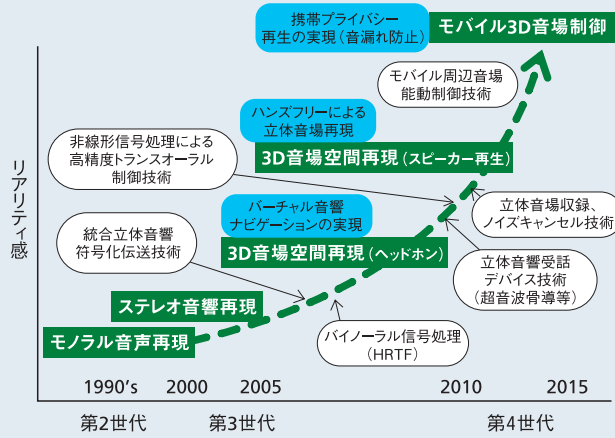 携帯プライバシー
再生の実現(音漏れ防止)
モバイル3D音場制御
モバイル周辺音場
能動制御技術
ハンズフリーによる
立体音場再現
非線形信号処理による
高精度トランスオーラル
制御技術
3D音場空間再現(スピーカー再生)
リアリティ感
バーチャル音響
ナビゲーションの実現
立体音場収録、
ノイズキャンセル技術
統合立体音響
符号化伝送技術
3D音場空間再現(ヘッドホン)
立体音響受話
デバイス技術
(超音波骨導等)
ステレオ音響再現
モノラル音声再現
バイノーラル信号処理
(HRTF)
1990's 2000 2005 2010 2015
第2世代 第3世代 第4世代